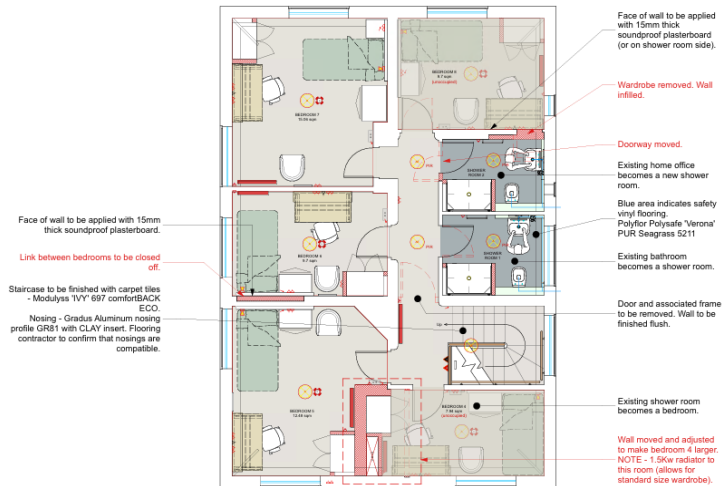 Face of wall to be applied
with 15mm thick
soundproof plasterboard
(or on shower room side).
Wardrobe removed. Wall
infilled.
Doorway moved.
Existing home office
becomes a new shower
room.
Blue area indicates safety
vinyl flooring.
Polyflor Polysafe 'Verona'
PUR Seagrass 5211
Existing bathroom
becomes a shower room.
Door and associated frame
to be removed. Wall to be
finished flush.
Existing shower room
becomes a bedroom.
Wall moved and adjusted
to make bedroom 4 larger.
NOTE - 1.5Kw radiator to
this room (allows for
standard size wardrobe).
Face of wall to be applied with 15mm
thick soundproof plasterboard.
Link between bedrooms to be closed
off.
Staircase to be finished with carpet tiles
- Modulyss 'IVY' 697 comfortBACK
ECO.
Nosing - Gradus Aluminum nosing
profile GR81 with CLAY insert. Flooring
contractor to confirm that nosings are
compatible.
BEDROOM 7
BEDROOM 8
(unoccupied)
SHOWER
ROOM 2
BEDROOM 6
SHOWER
ROOM 1
Up
BEDROOM 5
BEDROOM 4
(unoccupied)